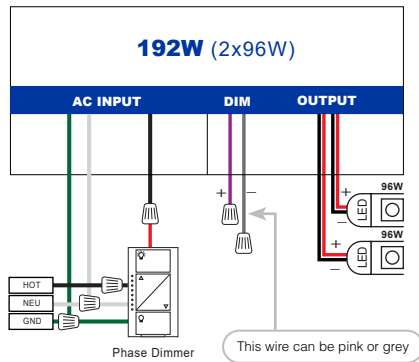 192W (2x96W)
AC INPUT DIM OUTPUT
+ −
+
−
96W
LED
+
−
96W
LED
HOT
NEU
GND
Phase Dimmer
This wire can be pink or grey